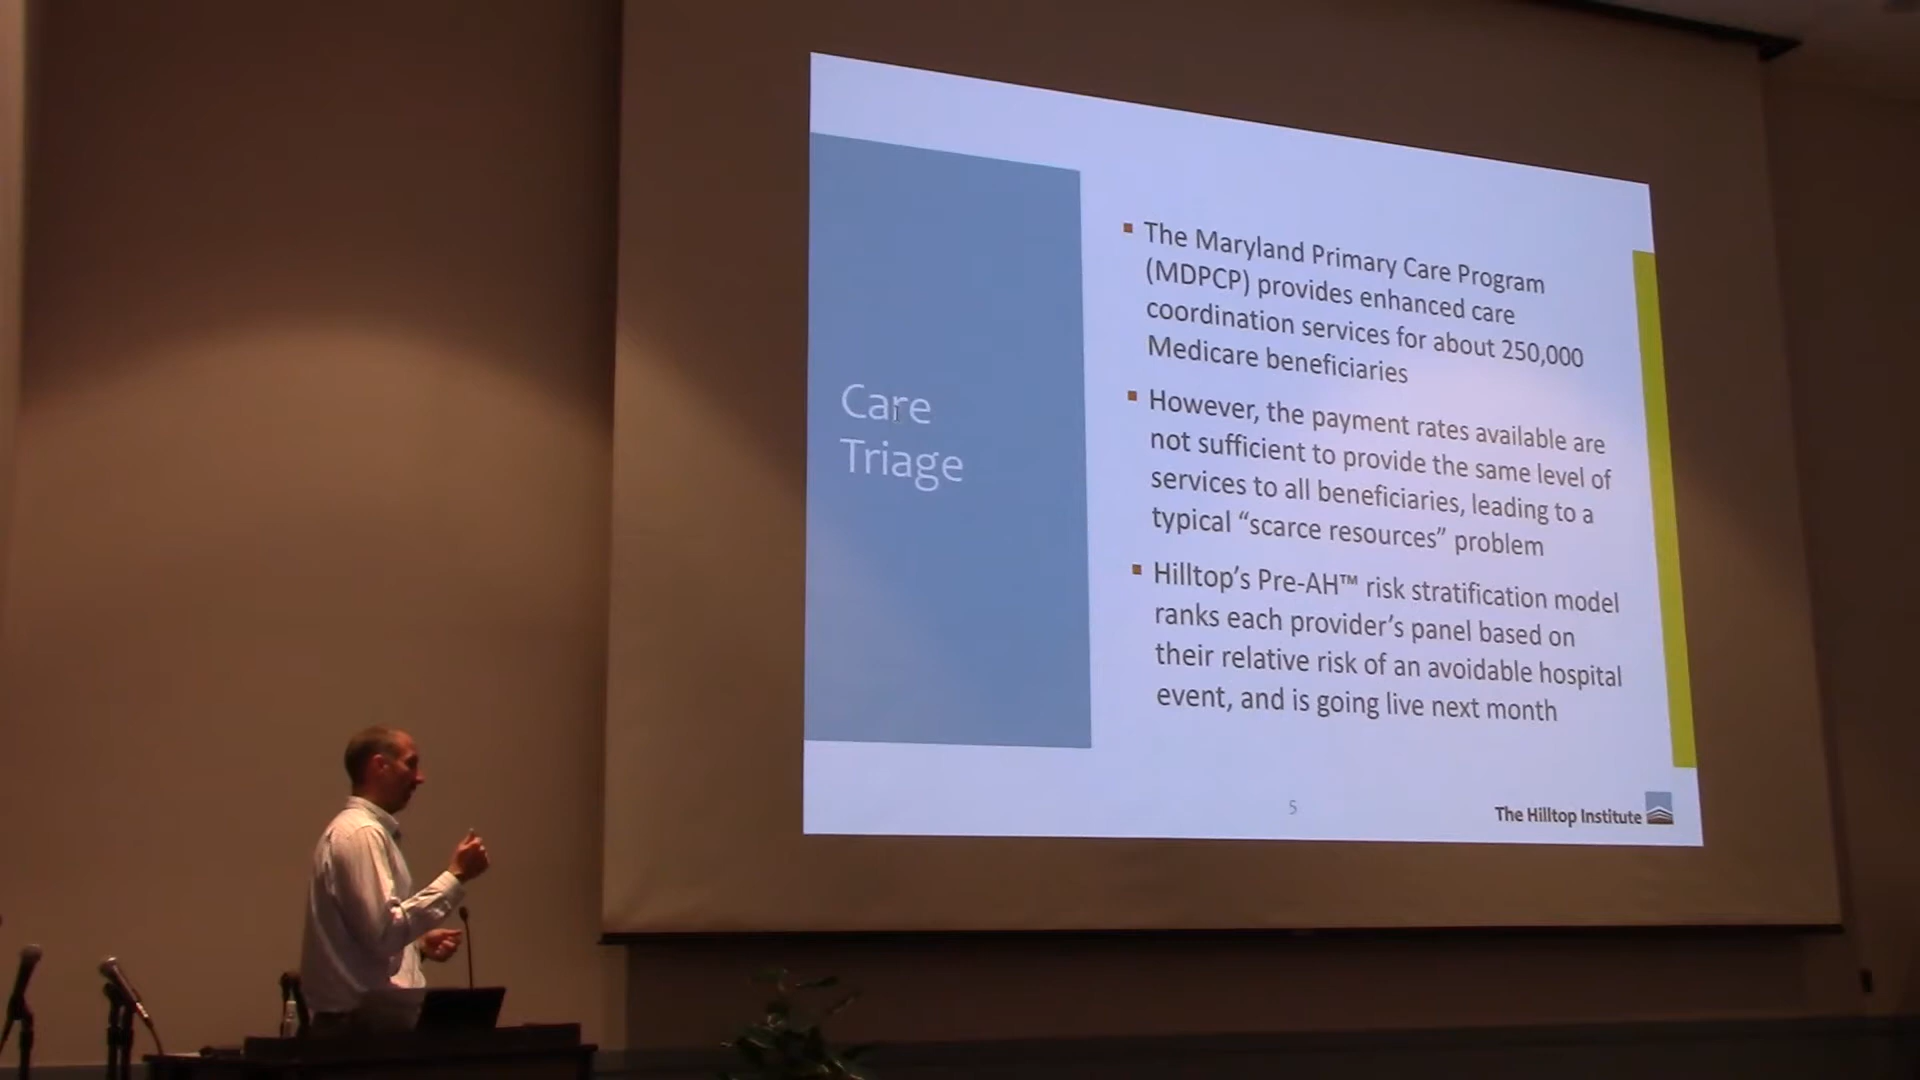 Care
Triage
The Maryland Primary Care Program
(MDPCP) provides enhanced care
coordination services for about 250,000
Medicare beneficiaries
However, the payment rates available are
not sufficient to provide the same level of
services to all beneficiaries, leading to a
typical “scarce resources” problem
Hilltop’s Pre-AH™ risk stratification model
ranks each provider’s panel based on
their relative risk of an avoidable hospital
event, and is going live next month
5
The Hilltop Institute